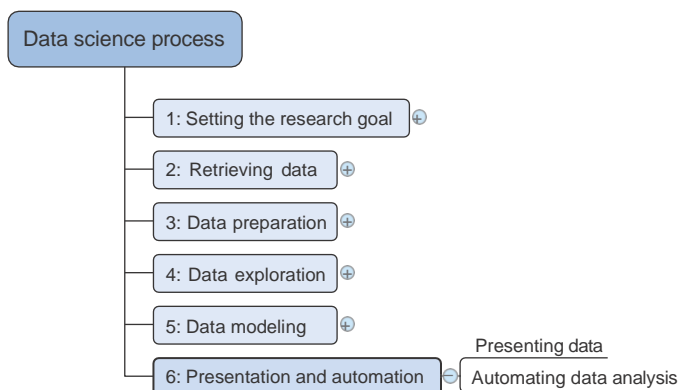 Data science process
1: Setting the research goal
2: Retrieving data
3: Data preparation
4: Data exploration
5: Data modeling
Presenting data
6: Presentation and automation
Automating data analysis